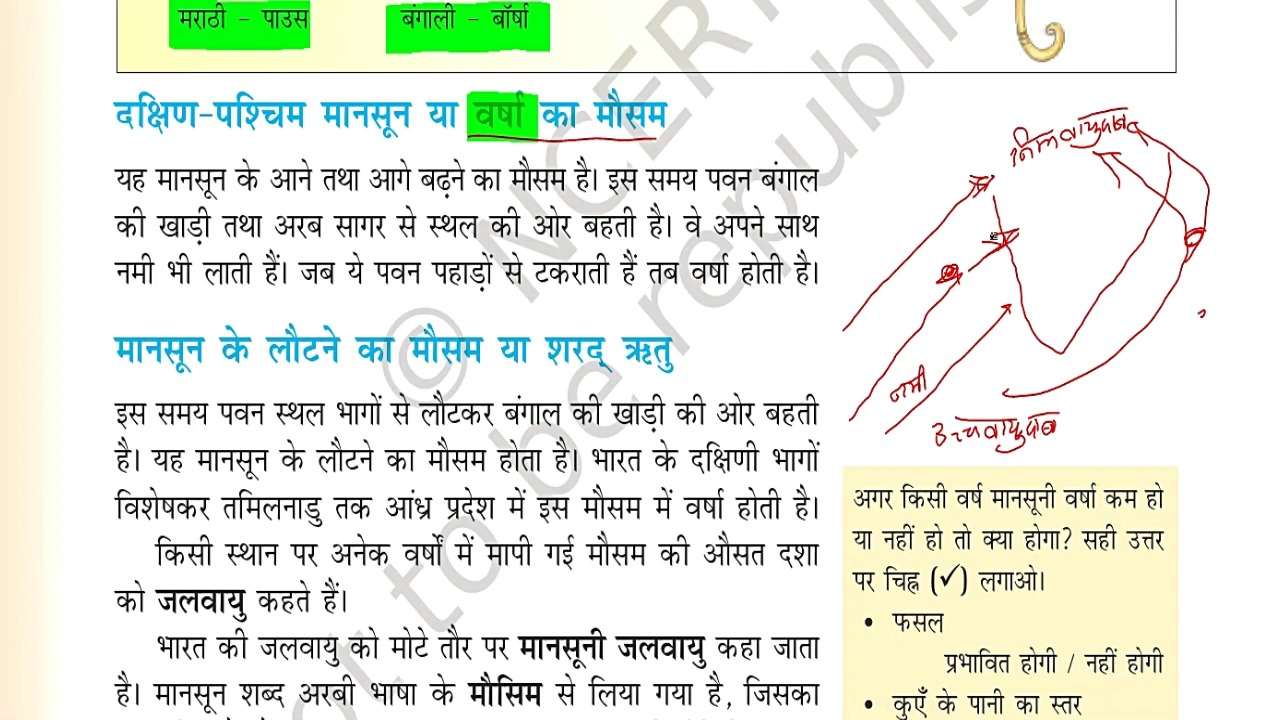 मराठी - पाउस
बंगाली - बॉर्षा
दक्षिण-पश्चिम मानसून या वर्षा का मौसम
यह मानसून के आने तथा आगे बढ़ने का मौसम है। इस समय पवन बंगाल
की खाड़ी तथा अरब सागर से स्थल की ओर बहती है। वे अपने साथ
नमी भी लाती हैं। जब ये पवन पहाड़ों से टकराती हैं तब वर्षा होती है।
मानसून के लौटने का मौसम या शरद् ऋतु
इस समय पवन स्थल भागों से लौटकर बंगाल की खाड़ी की ओर बहती
है। यह मानसून के लौटने का मौसम होता है। भारत के दक्षिणी भागों
विशेषकर तमिलनाडु तक आंध्र प्रदेश में इस मौसम में वर्षा होती है।
किसी स्थान पर अनेक वर्षों में मापी गई मौसम की औसत दशा
को जलवायु कहते हैं।
भारत की जलवायु को मोटे तौर पर मानसूनी जलवायु कहा जाता
है। मानसून शब्द अरबी भाषा के मौसिम से लिया गया है, जिसका
नमी
उच्चवायुदाब
अगर किसी वर्ष मानसूनी वर्षा कम हो
या नहीं हो तो क्या होगा? सही उत्तर
पर चिह्न (✓) लगाओ।
• फसल
प्रभावित होगी / नहीं होगी
• कुएँ के पानी का स्तर
© NCERT
not to be republis